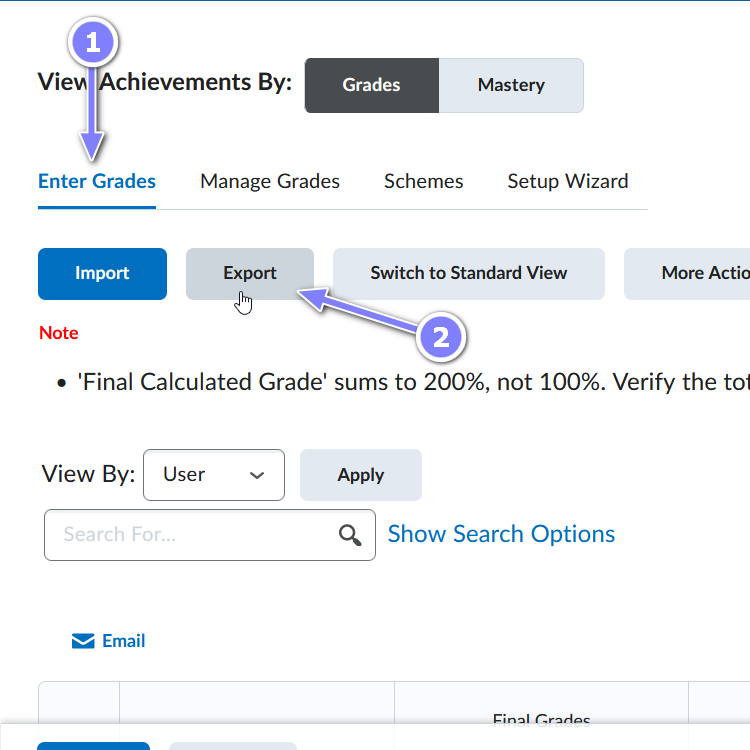 1
View Achievements By: Grades Mastery
Enter Grades Manage Grades Schemes Setup Wizard
Import Export Switch to Standard View More Actio
Note
2
• 'Final Calculated Grade' sums to 200%, not 100%. Verify the tot
View By: User Apply
Search For... Show Search Options
Email
Final Grades